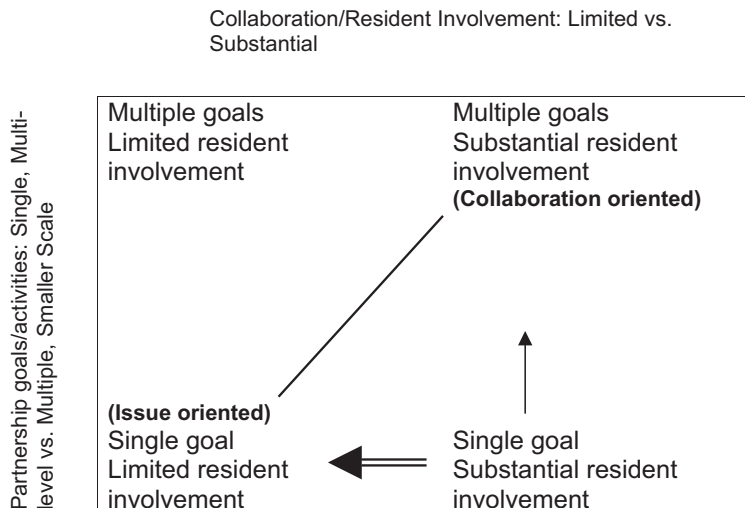 Collaboration/Resident Involvement: Limited vs.
Substantial
Partnership goals/activities: Single, Multi-
level vs. Multiple, Smaller Scale
Multiple goals
Limited resident
involvement
Multiple goals
Substantial resident
involvement
(Collaboration oriented)
(Issue oriented)
Single goal
Limited resident
involvement
Single goal
Substantial resident
involvement